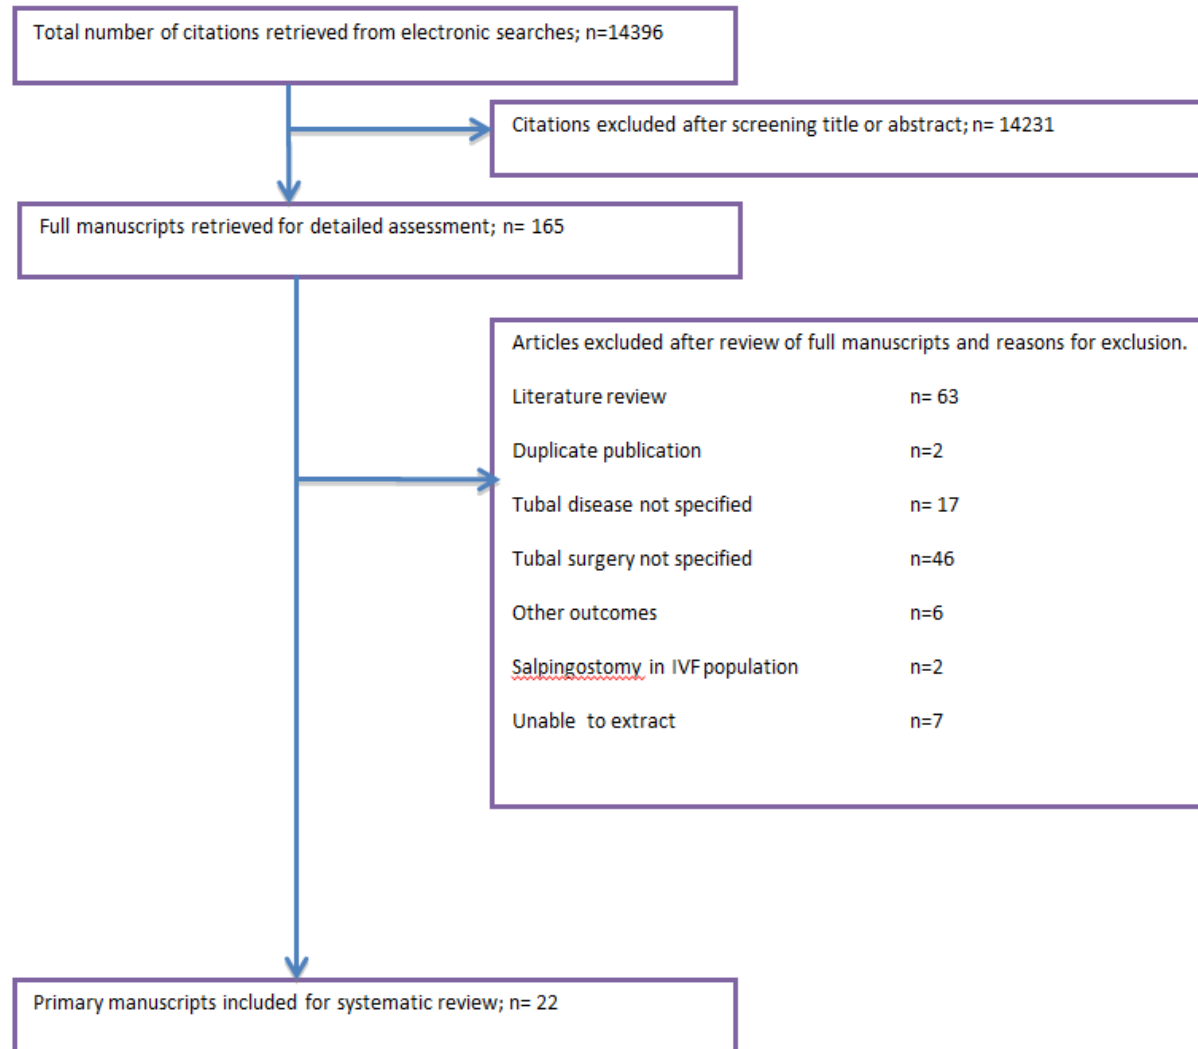 Total number of citations retrieved from electronic searches; n=14396
Citations excluded after screening title or abstract; n= 14231
Full manuscripts retrieved for detailed assessment; n= 165
Articles excluded after review of full manuscripts and reasons for exclusion.
Literature review n= 63
Duplicate publication n=2
Tubal disease not specified n= 17
Tubal surgery not specified n=46
Other outcomes n=6
Salpingostomy in IVF population n=2
Unable to extract n=7
Primary manuscripts included for systematic review; n= 22